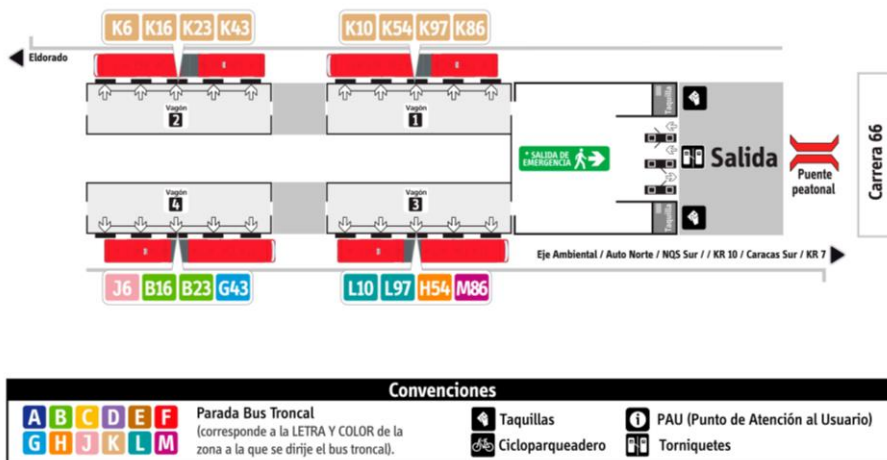 K6 K16 K23 K43
K10 K54 K97 K86
Eldorado
Vagón
2
Vagón
1
Taquilla
* SALIDA DE
EMERGENCIA
Salida
Puente
peatonal
Carrera 66
Vagón
4
Vagón
3
Taquilla
Eje Ambiental / Auto Norte / NQS Sur / / KR 10 / Caracas Sur / KR 7
J6 B16 B23 G43
L10 L97 H54 M86
Convenciones
A B C D E F
G H J K L M
Parada Bus Troncal
(corresponde a la LETRA Y COLOR de la
zona a la que se dirije el bus troncal).
Taquillas
Cicloparqueadero
PAU (Punto de Atención al Usuario)
Torniquetes